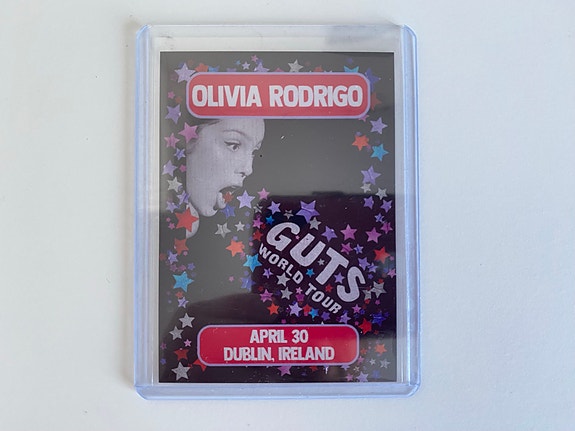 OLIVIA RODRIGO
GUTS
WORLD TOUR
APRIL 30
DUBLIN, IRELAND